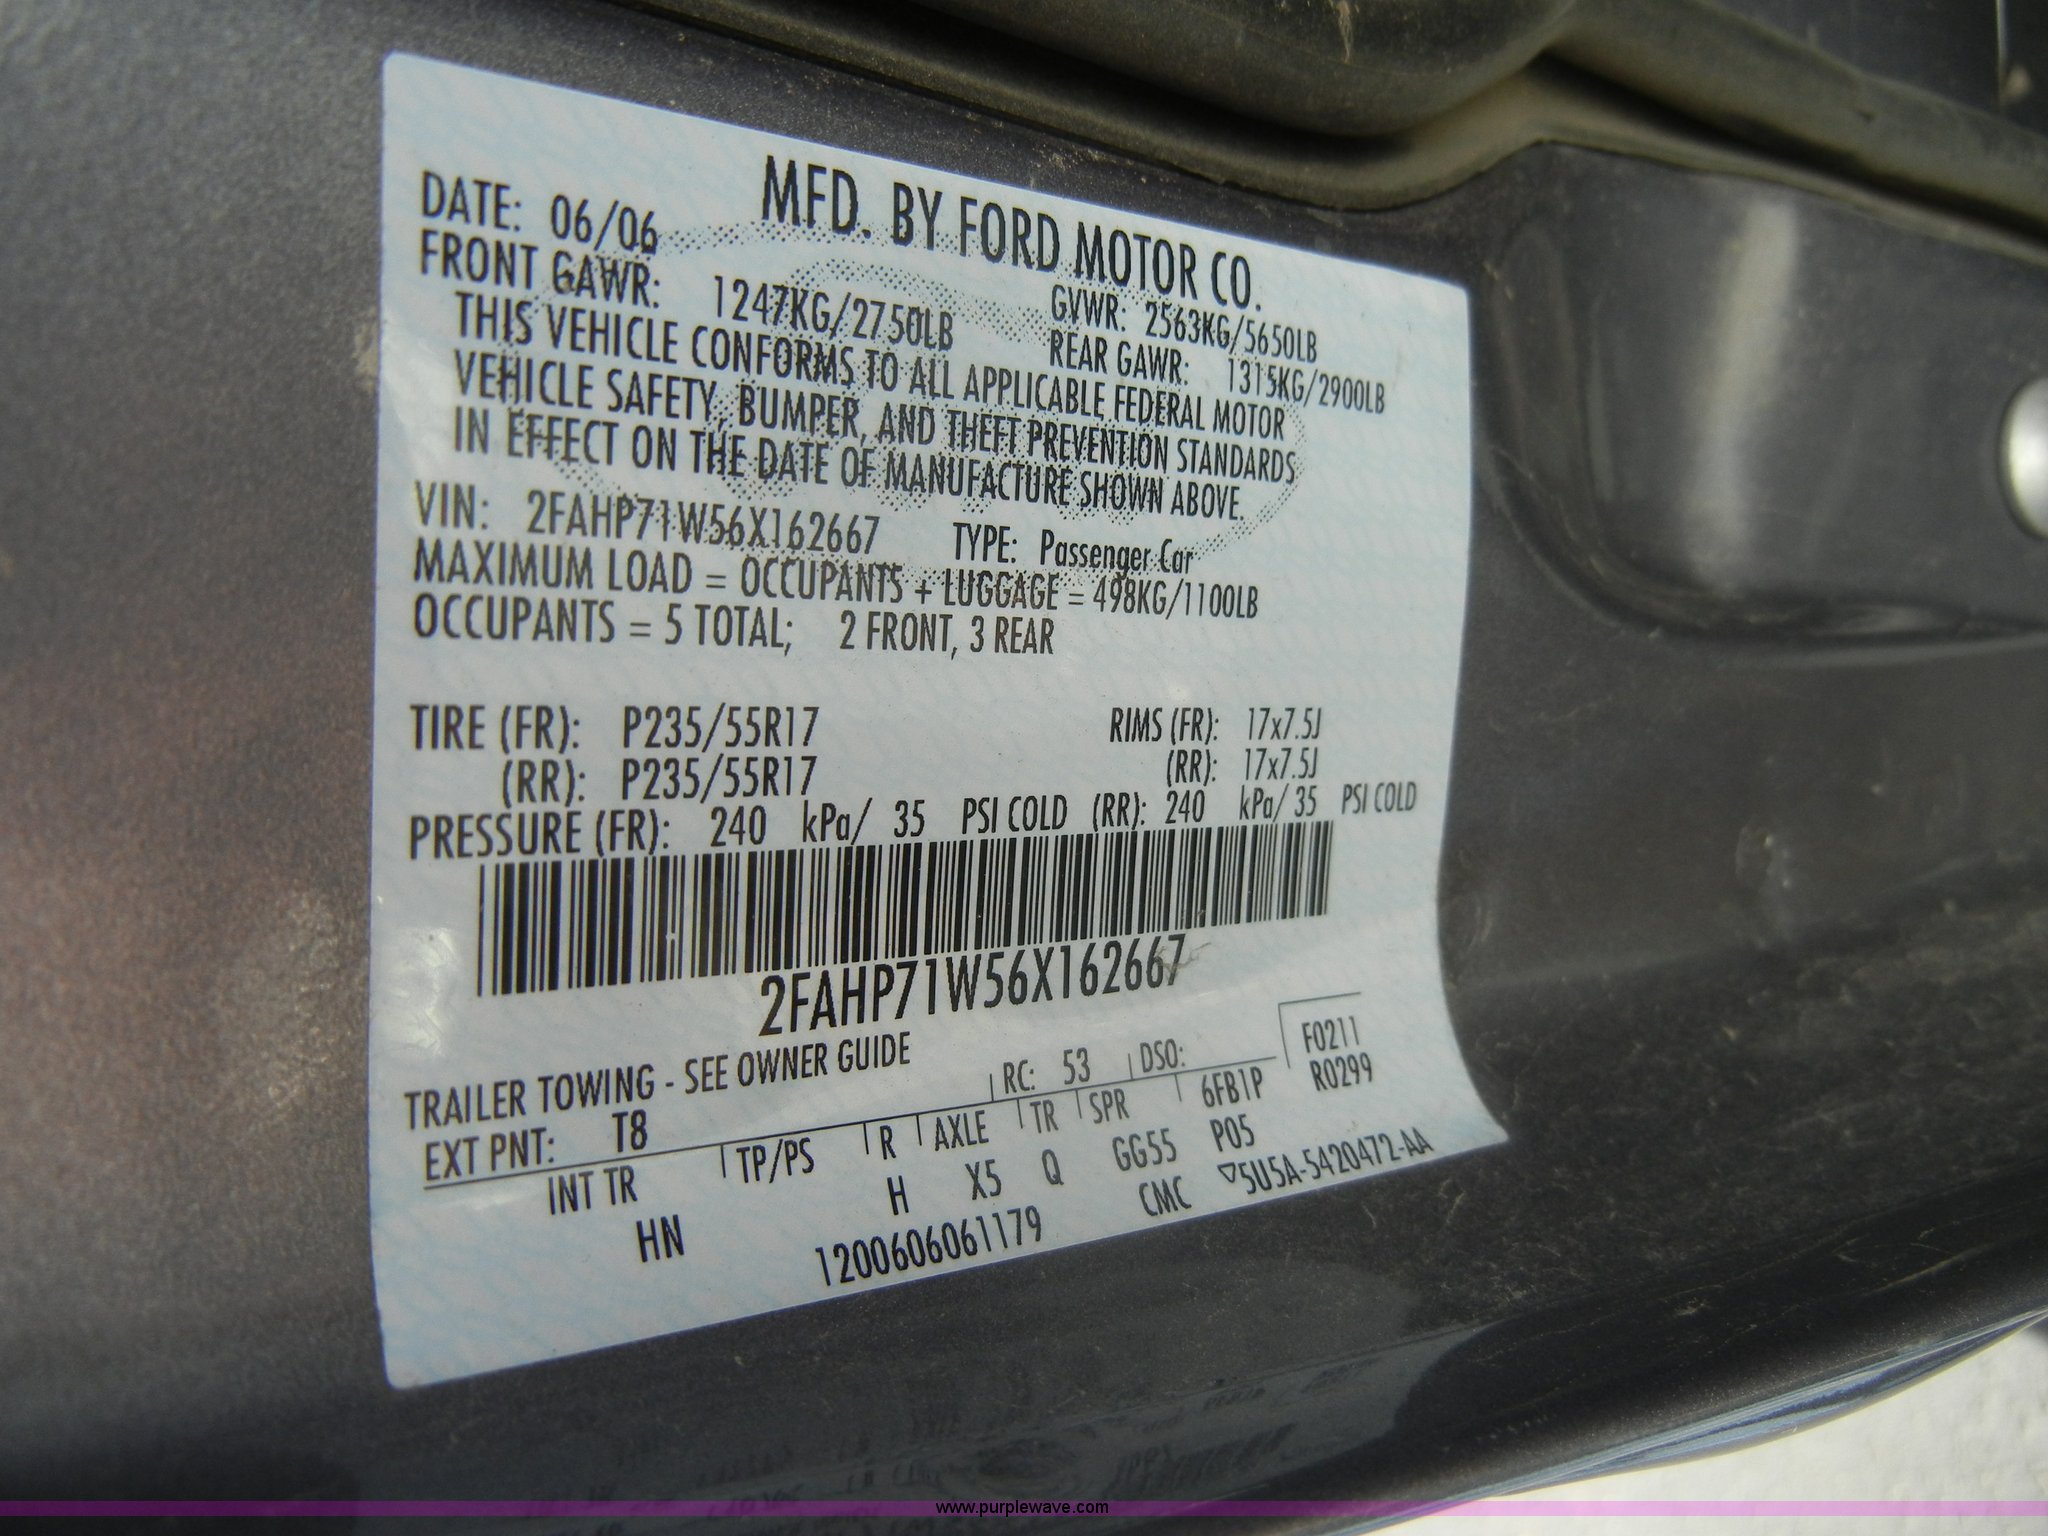 MFD. BY FORD MOTOR CO.
DATE: 06/06 GVWR: 2563KG/5650LB
FRONT GAWR: 1247KG/2750LB REAR GAWR: 1315KG/2900LB
THIS VEHICLE CONFORMS TO ALL APPLICABLE FEDERAL MOTOR
VEHICLE SAFETY, BUMPER, AND THEFT PREVENTION STANDARDS
IN EFFECT ON THE DATE OF MANUFACTURE SHOWN ABOVE.
VIN: 2FAHP71W56X162667 TYPE: Passenger Car
MAXIMUM LOAD = OCCUPANTS + LUGGAGE = 498KG/1100LB
OCCUPANTS = 5 TOTAL; 2 FRONT, 3 REAR
TIRE (FR): P235/55R17 RIMS (FR): 17x7.5J
(RR): P235/55R17 (RR): 17x7.5J
PRESSURE (FR): 240 kPa/ 35 PSI COLD (RR): 240 kPa/ 35 PSI COLD
2FAHP71W56X162667
TRAILER TOWING - SEE OWNER GUIDE
F0211
EXT PNT: T8 RC: 53 DSO: R0299
INT TR TP/PS R AXLE TR SPR 6FB1P
HN H X5 Q GG55 P05
1200606061179 CMC ▽5U5A-5420472-AA
www.purplewave.com